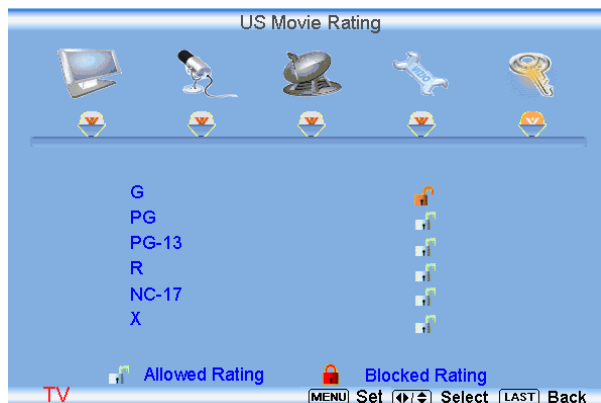 US Movie Rating
G
PG
PG-13
R
NC-17
X
Allowed Rating Blocked Rating
TV MENU Set Select LAST Back